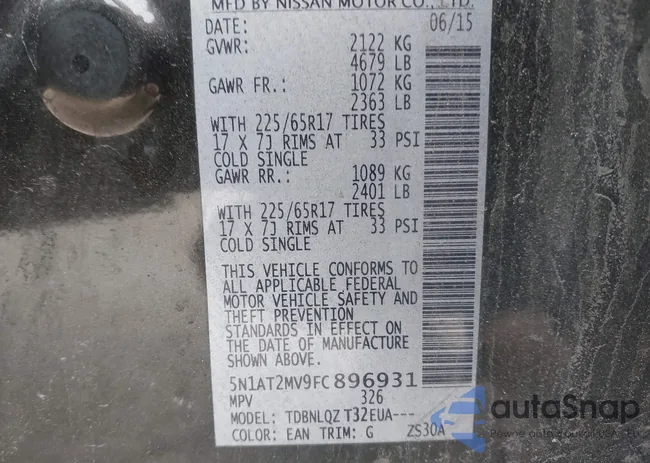 MFD BY NISSAN MOTOR CO., LTD.
DATE: 06/15
GVWR: 2122 KG
4679 LB
GAWR FR.: 1072 KG
2363 LB
WITH 225/65R17 TIRES
17 X 7J RIMS AT 33 PSI
COLD SINGLE
GAWR RR.: 1089 KG
2401 LB
WITH 225/65R17 TIRES
17 X 7J RIMS AT 33 PSI
COLD SINGLE
THIS VEHICLE CONFORMS TO
ALL APPLICABLE FEDERAL
MOTOR VEHICLE SAFETY AND
THEFT PREVENTION
STANDARDS IN EFFECT ON
THE DATE OF MANUFACTURE
SHOWN ABOVE.
5N1AT2MV9FC896931
MPV 326
MODEL: TDBNLQZ T32EUA---
COLOR: EAN TRIM: G ZS30A
autoSnap